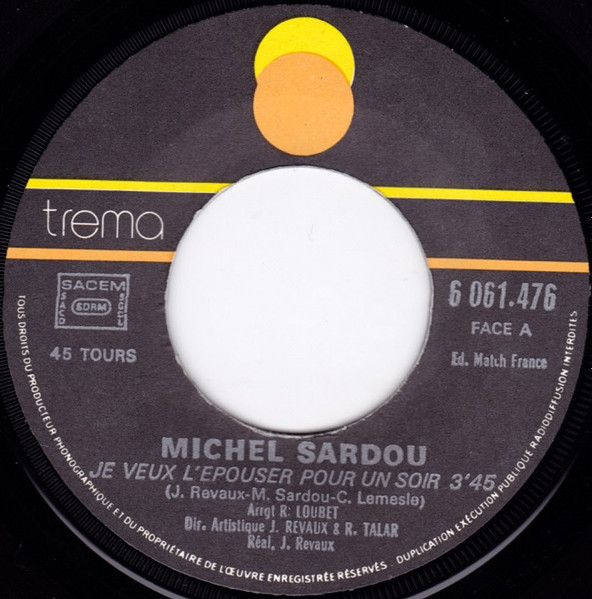 trema
SACEM
SACD
SDRM
SGDL
45 TOURS
6 061.476
FACE A
Ed. Match France
MICHEL SARDOU
JE VEUX L'EPOUSER POUR UN SOIR 3'45
(J. Revaux-M. Sardou-C. Lemesle)
Arrgt R. LOUBET
Dir. Artistique J. REVAUX & R. TALAR
Réal. J. Revaux
TOUS DROITS DU PRODUCTEUR PHONOGRAPHIQUE ET DU PROPRIÉTAIRE DE L'ŒUVRE ENREGISTRÉE RÉSERVÉS. DUPLICATION EXÉCUTION PUBLIQUE RADIODIFFUSION INTERDITES